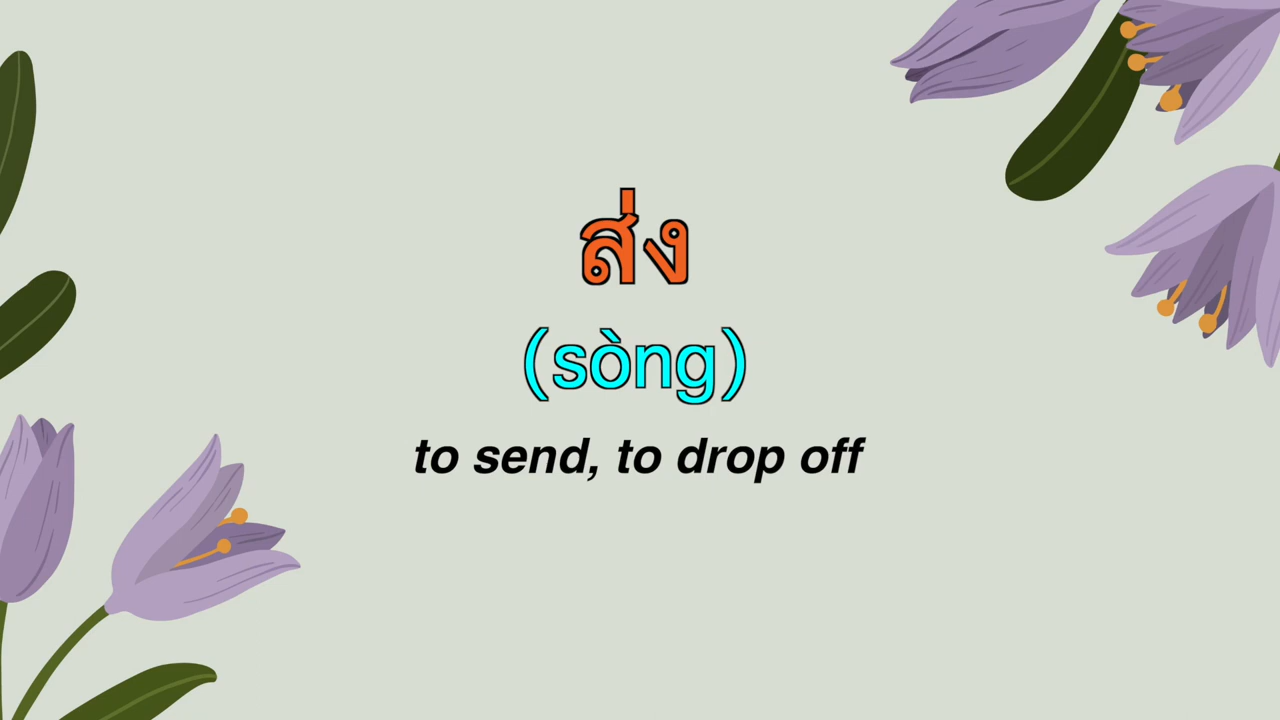 ส่ง
(sòng)
to send, to drop off